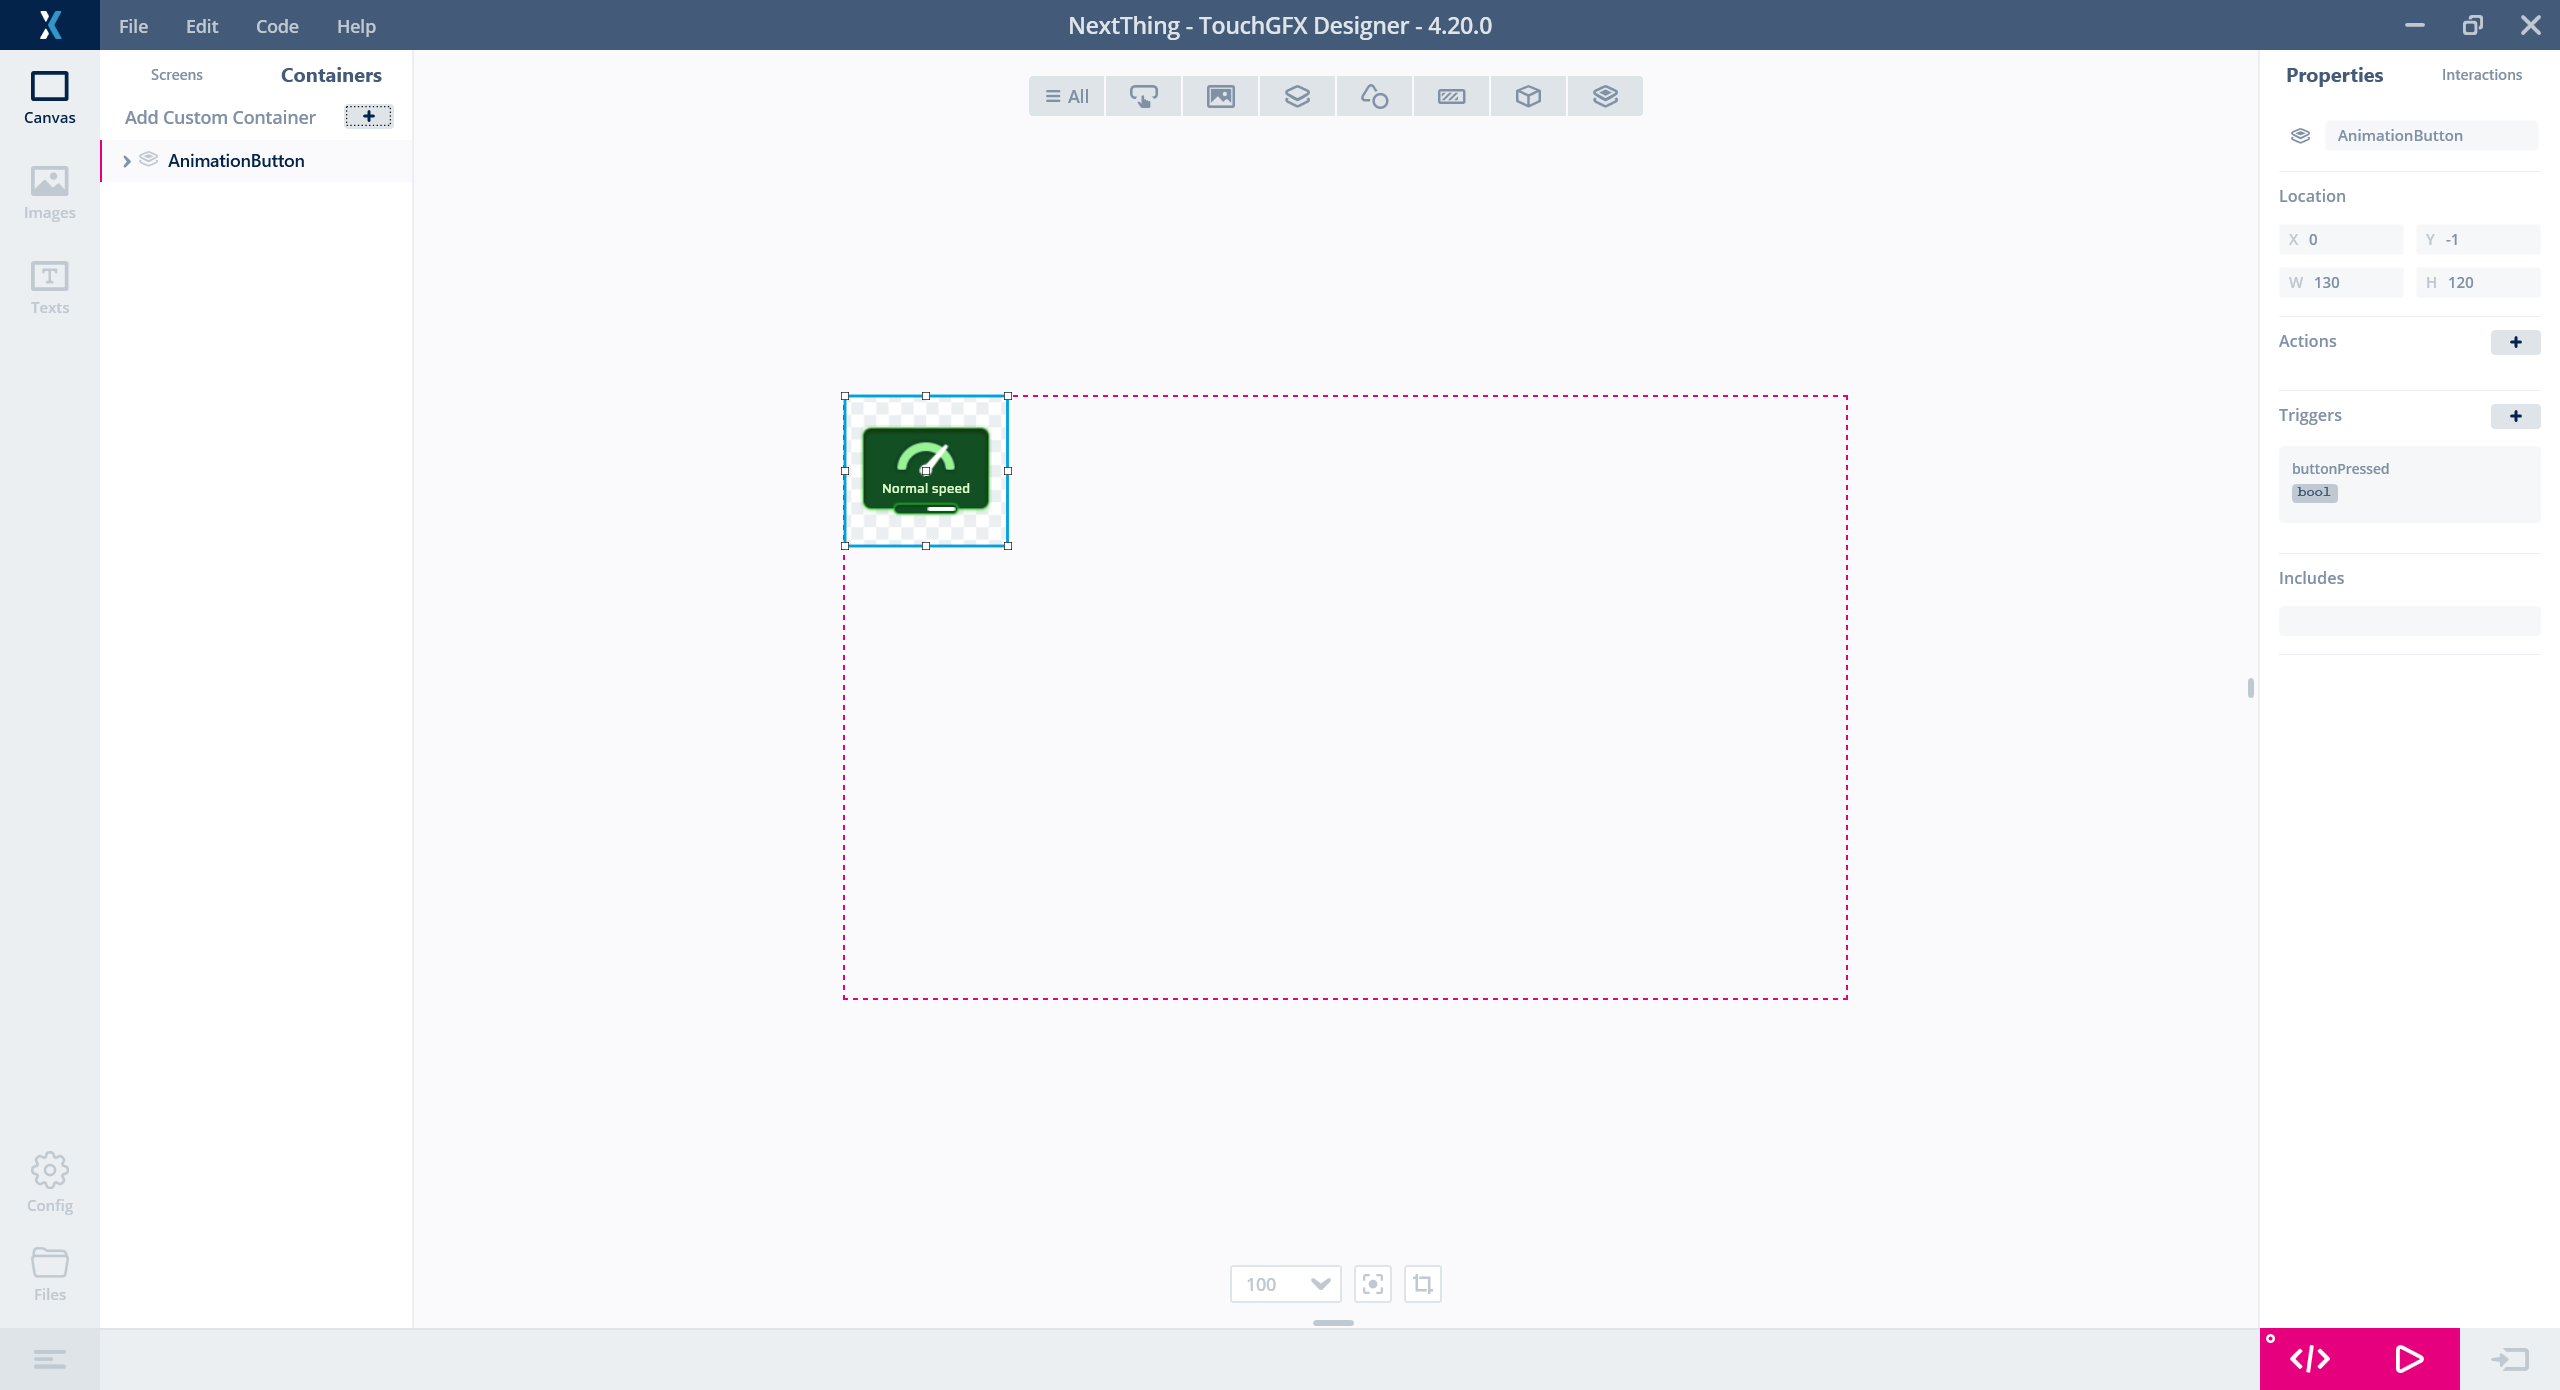 File Edit Code Help NextThing - TouchGFX Designer - 4.20.0
Screens Containers
Add Custom Container
AnimationButton
Canvas
Images
Texts
Config
Files
All
Normal speed
100
Properties Interactions
AnimationButton
Location
X 0 Y -1
W 130 H 120
Actions
Triggers
buttonPressed
bool
Includes